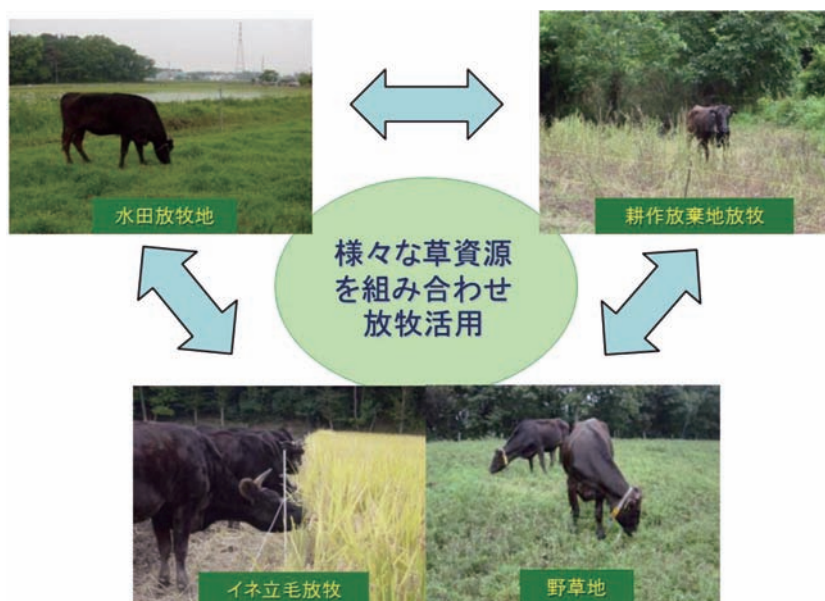 水田放牧地
耕作放棄地放牧
様々な草資源
を組み合わせ
放牧活用
イネ立毛放牧
野草地